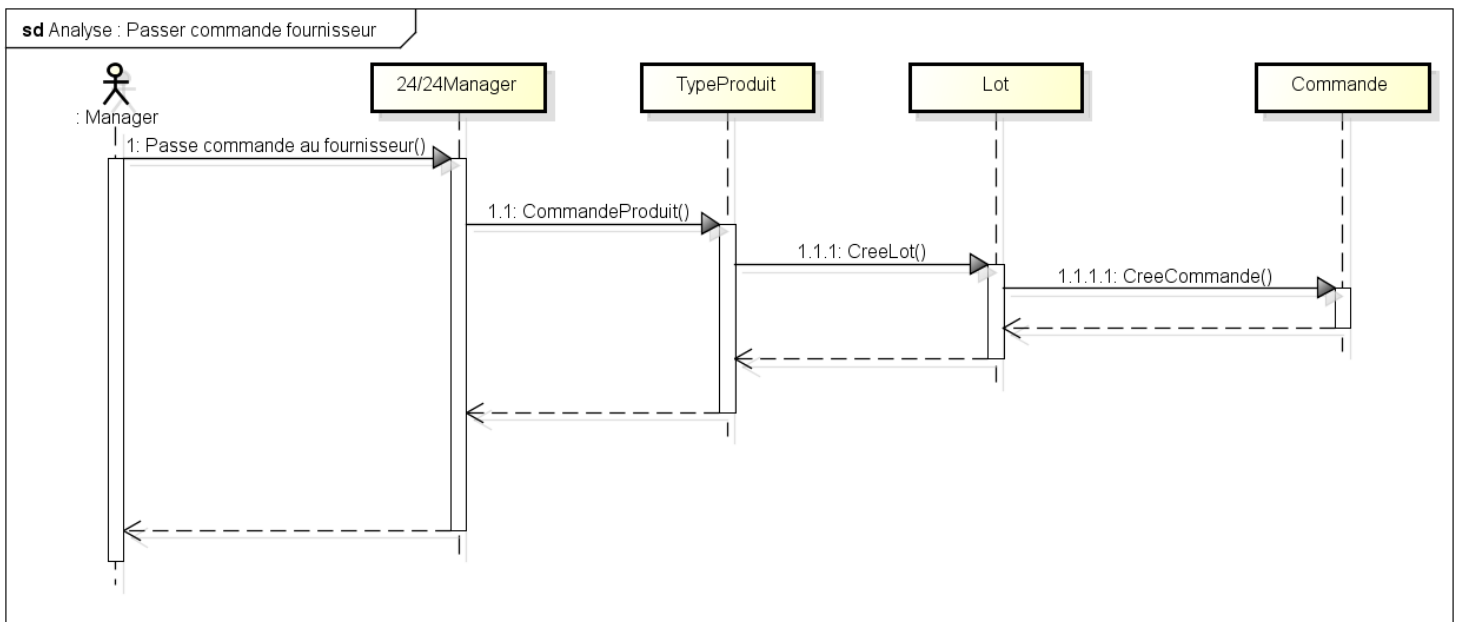 sd Analyse : Passer commande fournisseur
24/24Manager
TypeProduit
Lot
Commande
: Manager
1: Passe commande au fournisseur()
1.1: CommandeProduit()
1.1.1: CreeLot()
1.1.1.1: CreeCommande()